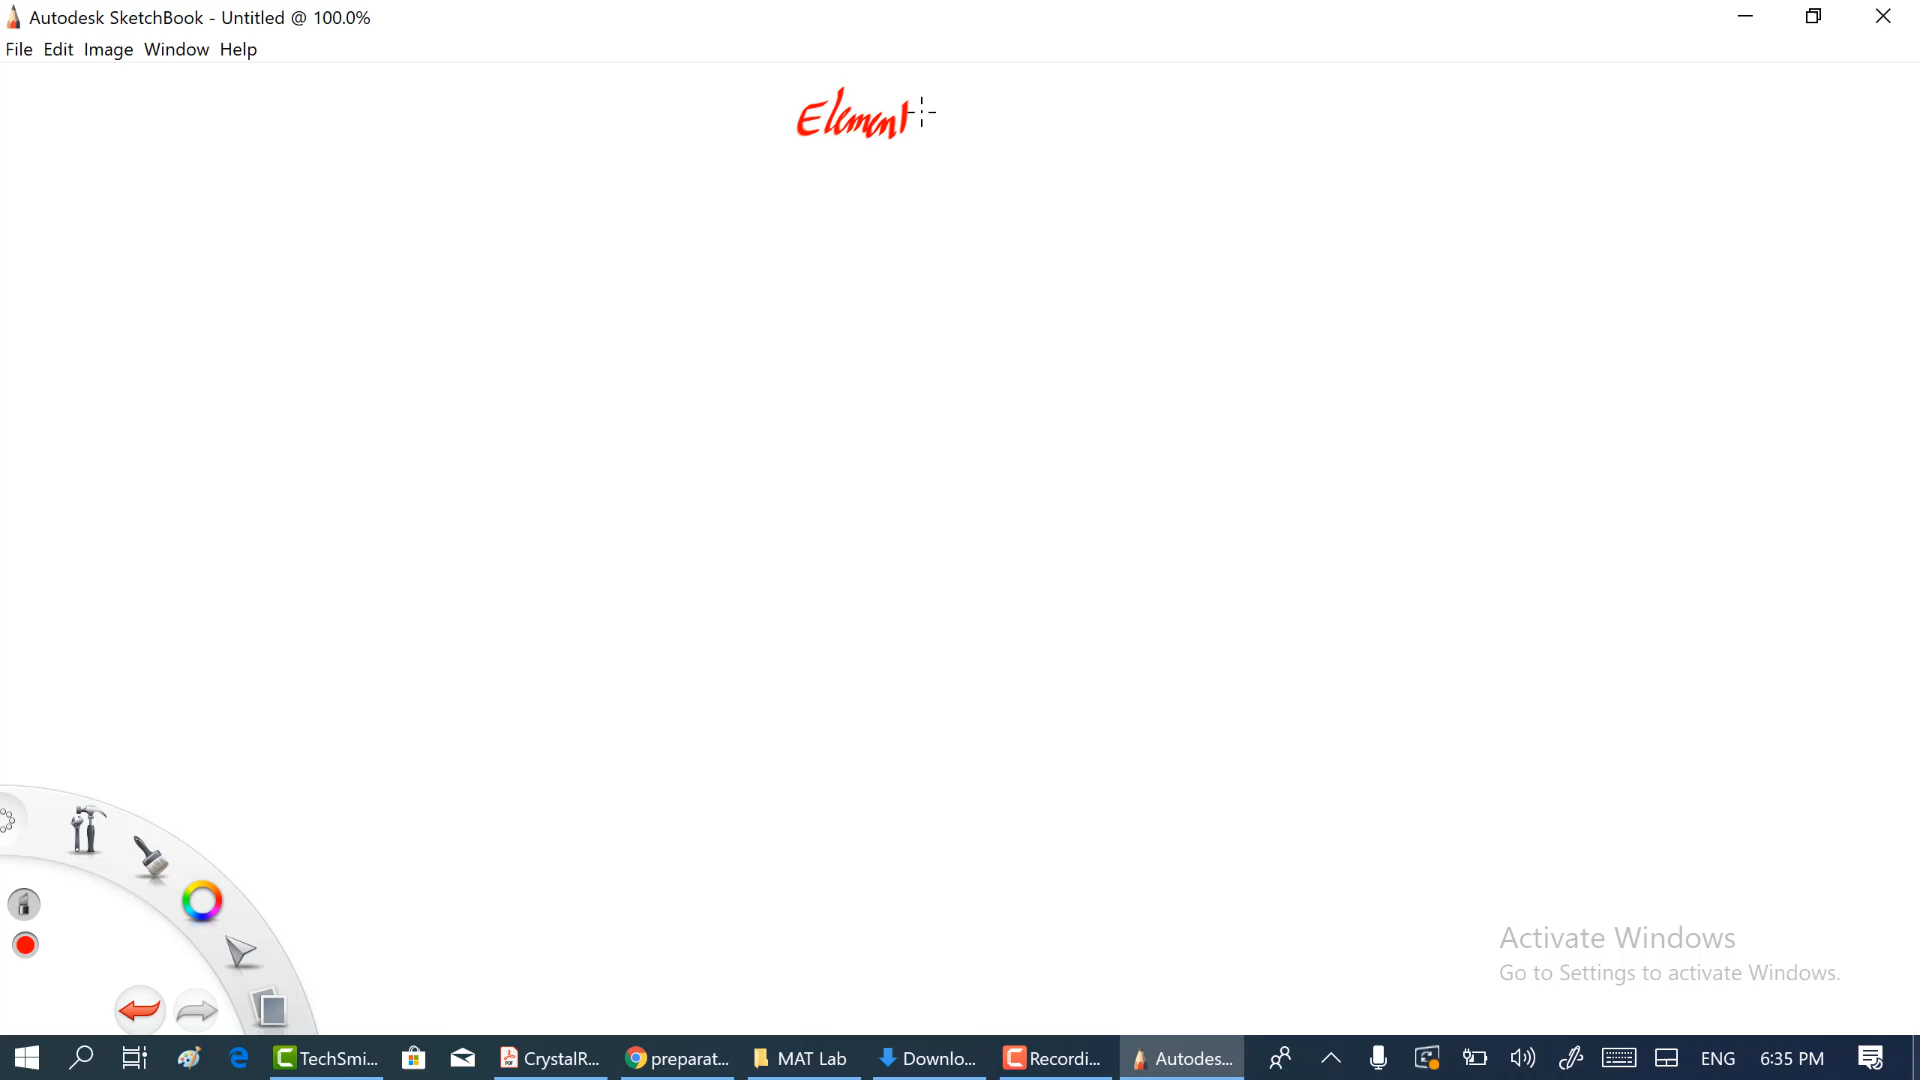 Autodesk SketchBook - Untitled @ 100.0%
File Edit Image Window Help
Element
Activate Windows
Go to Settings to activate Windows.
TechSmi... CrystalR... preparat... MAT Lab Downlo... Recordi... Autodes... ENG 6:35 PM